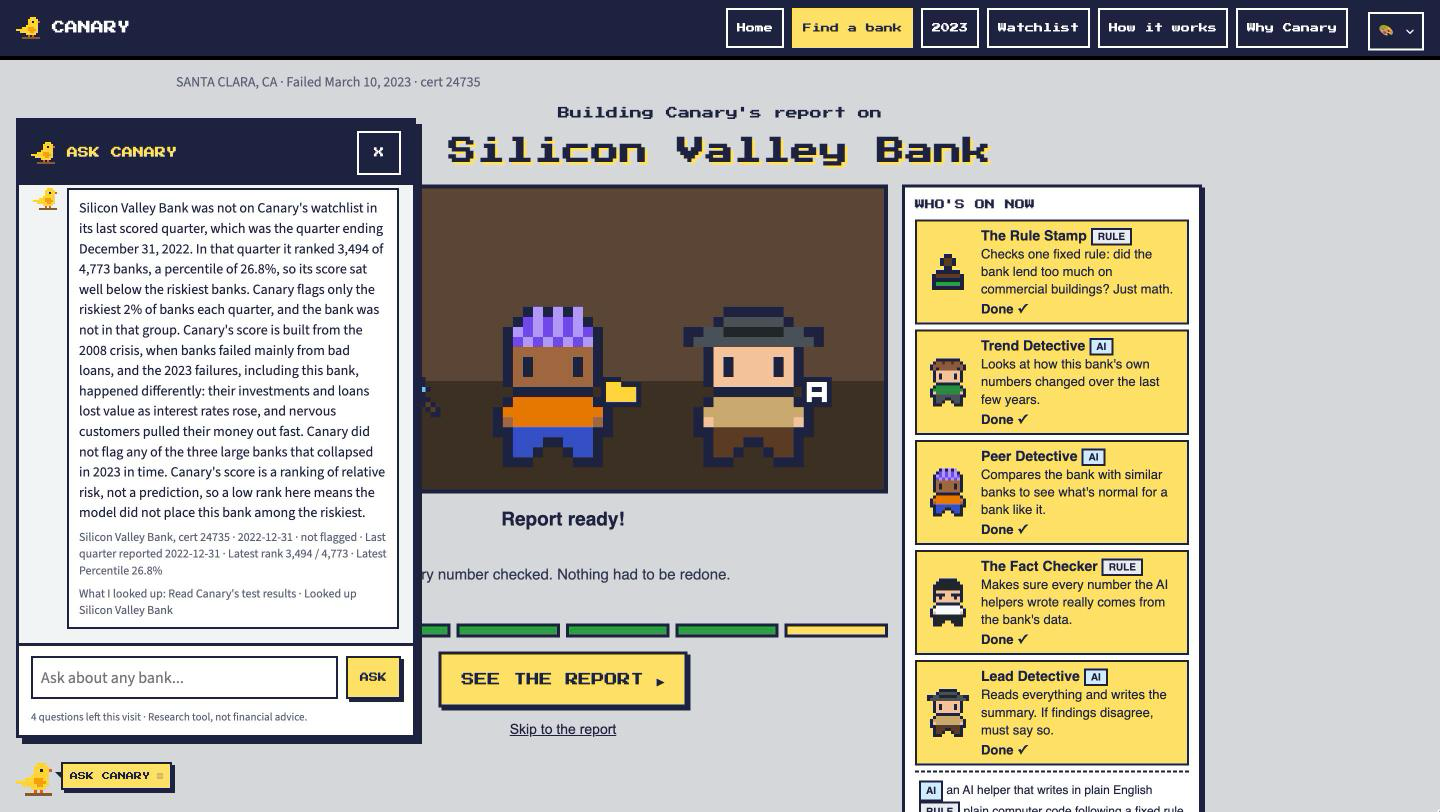 CANARY
Home
Find a bank
2023
Watchlist
How it works
Why Canary
SANTA CLARA, CA · Failed March 10, 2023 · cert 24735
Building Canary's report on
Silicon Valley Bank
ASK CANARY
X
Silicon Valley Bank was not on Canary's watchlist in
its last scored quarter, which was the quarter ending
December 31, 2022. In that quarter it ranked 3,494 of
4,773 banks, a percentile of 26.8%, so its score sat
well below the riskiest banks. Canary flags only the
riskiest 2% of banks each quarter, and the bank was
not in that group. Canary's score is built from the
2008 crisis, when banks failed mainly from bad
loans, and the 2023 failures, including this bank,
happened differently: their investments and loans
lost value as interest rates rose, and nervous
customers pulled their money out fast. Canary did
not flag any of the three large banks that collapsed
in 2023 in time. Canary's score is a ranking of relative
risk, not a prediction, so a low rank here means the
model did not place this bank among the riskiest.
Silicon Valley Bank, cert 24735 · 2022-12-31 · not flagged · Last
quarter reported 2022-12-31 · Latest rank 3,494 / 4,773 · Latest
Percentile 26.8%
What I looked up: Read Canary's test results · Looked up
Silicon Valley Bank
Ask about any bank...
ASK
4 questions left this visit · Research tool, not financial advice.
ASK CANARY
A
Report ready!
ry number checked. Nothing had to be redone.
SEE THE REPORT ▸
Skip to the report
WHO'S ON NOW
The Rule Stamp RULE
Checks one fixed rule: did the
bank lend too much on
commercial buildings? Just math.
Done ✓
Trend Detective AI
Looks at how this bank's own
numbers changed over the last
few years.
Done ✓
Peer Detective AI
Compares the bank with similar
banks to see what's normal for a
bank like it.
Done ✓
The Fact Checker RULE
Makes sure every number the AI
helpers wrote really comes from
the bank's data.
Done ✓
Lead Detective AI
Reads everything and writes the
summary. If findings disagree,
must say so.
Done ✓
AI an AI helper that writes in plain English
RULE plain computer code following a fixed rule